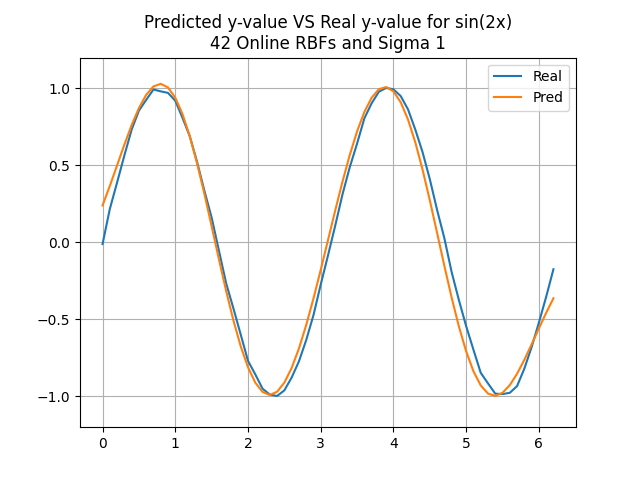 Predicted y-value VS Real y-value for sin(2x)
42 Online RBFs and Sigma 1
Real
Pred
1.0
0.5
0.0
−0.5
−1.0
0 1 2 3 4 5 6